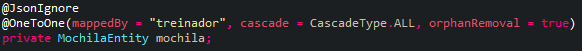 @JsonIgnore
@OneToOne(mappedBy = "treinador", cascade = CascadeType.ALL, orphanRemoval = true)
private MochilaEntity mochila;